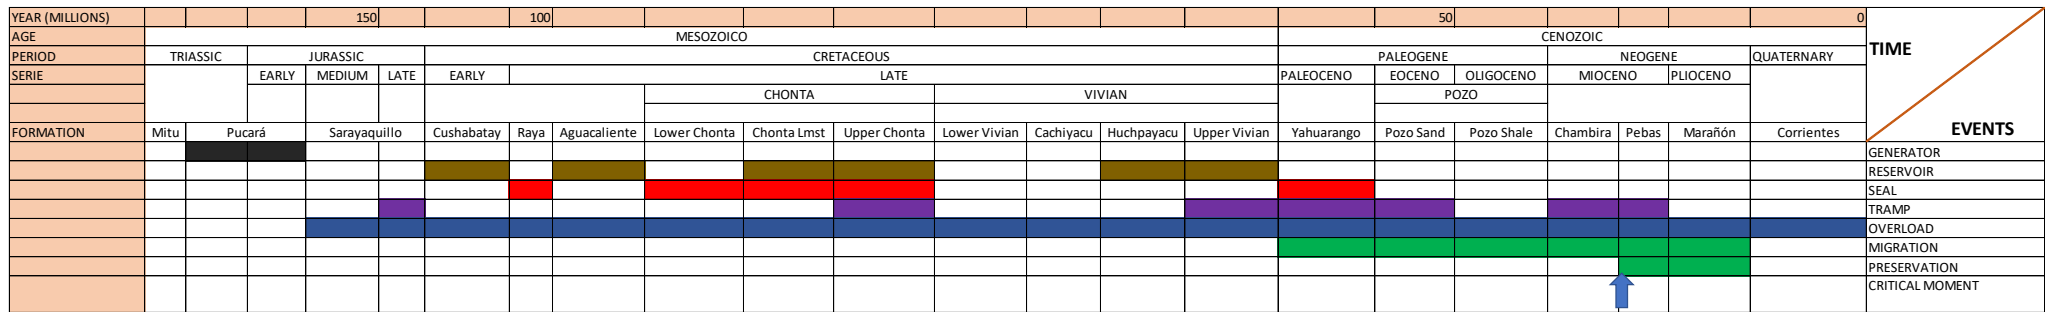 YEAR (MILLIONS) 150 100 50 0
AGE MESOZOICO CENOZOIC
PERIOD TRIASSIC JURASSIC CRETACEOUS PALEOGENE NEOGENE QUATERNARY
TIME
SERIE EARLY MEDIUM LATE EARLY LATE PALEOCENO EOCENO OLIGOCENO MIOCENO PLIOCENO
CHONTA VIVIAN POZO
FORMATION Mitu Pucará Sarayaquillo Cushabatay Raya Aguacaliente Lower Chonta Chonta Lmst Upper Chonta Lower Vivian Cachiyacu Huchpayacu Upper Vivian Yahuarango Pozo Sand Pozo Shale Chambira Pebas Marañón Corrientes
EVENTS
GENERATOR
RESERVOIR
SEAL
TRAMP
OVERLOAD
MIGRATION
PRESERVATION
CRITICAL MOMENT